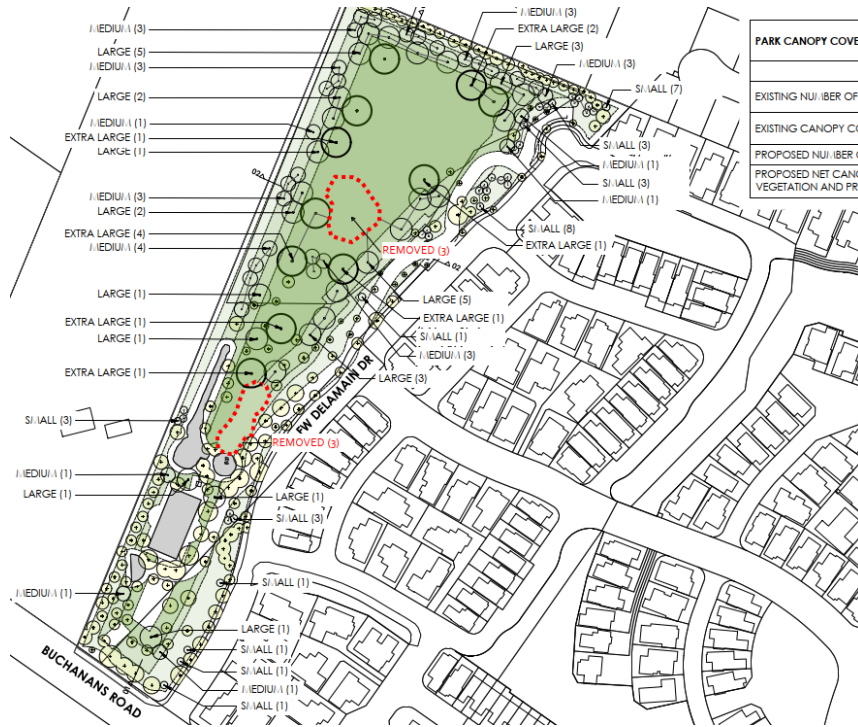 MEDIUM (3)
LARGE (5)
MEDIUM (3)
LARGE (2)
MEDIUM (1)
EXTRA LARGE (1)
LARGE (1)
MEDIUM (3)
LARGE (2)
EXTRA LARGE (4)
MEDIUM (4)
LARGE (1)
EXTRA LARGE (1)
LARGE (1)
EXTRA LARGE (1)
SMALL (3)
MEDIUM (1)
LARGE (1)
MEDIUM (1)
BUCHANANS ROAD
MEDIUM (3)
EXTRA LARGE (2)
LARGE (3)
MEDIUM (3)
SMALL (7)
SMALL (3)
MEDIUM (1)
SMALL (3)
MEDIUM (1)
SMALL (8)
EXTRA LARGE (1)
REMOVED (3)
02
02
LARGE (5)
EXTRA LARGE (1)
SMALL (1)
MEDIUM (3)
LARGE (3)
FW DELAMAIN DR
REMOVED (3)
LARGE (1)
SMALL (3)
SMALL (1)
LARGE (1)
SMALL (1)
SMALL (1)
MEDIUM (1)
SMALL (1)
PARK CANOPY COVE
EXISTING NUMBER OF
EXISTING CANOPY CO
PROPOSED NUMBER
PROPOSED NET CANO
VEGETATION AND PR